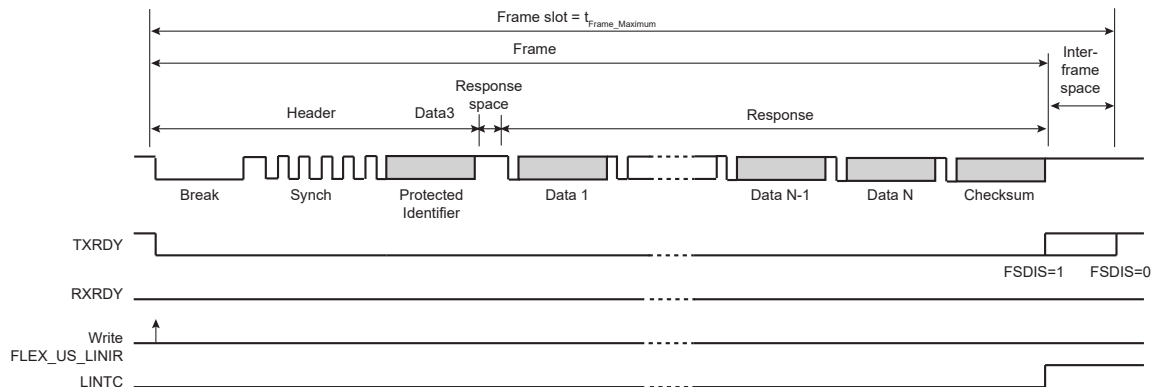 Frame slot = t_Frame_Maximum
Frame
Inter-
frame
space
Response
space
Header
Data3
Response
Break
Synch
Protected
Identifier
Data 1
Data N-1
Data N
Checksum
TXRDY
FSDIS=1
FSDIS=0
RXRDY
Write
FLEX_US_LINIR
LINTC